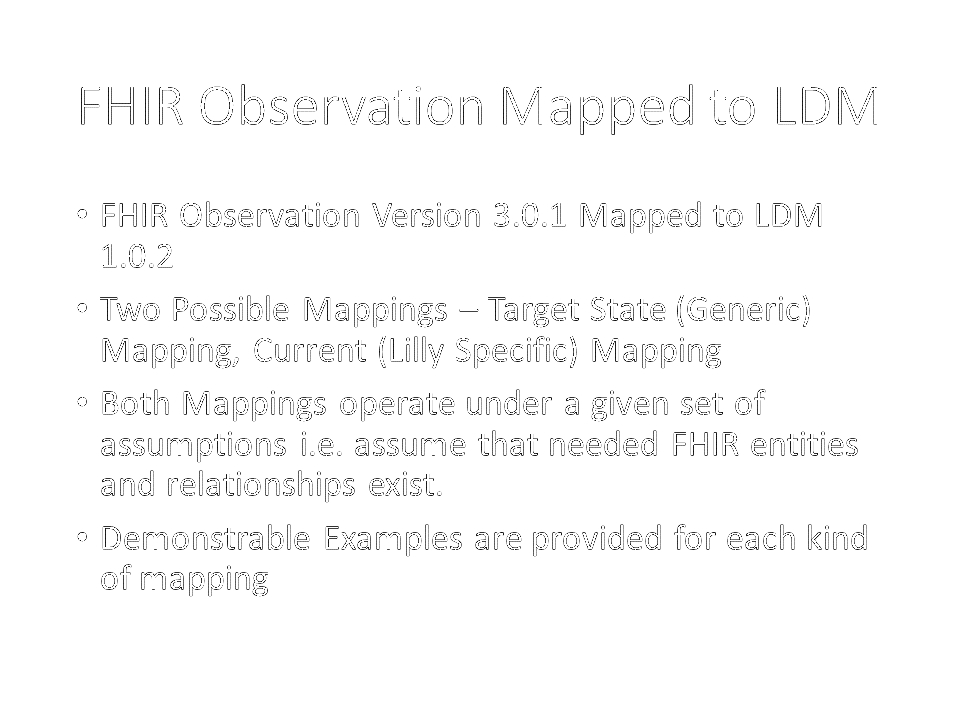 FHIR Observation Mapped to LDM
• FHIR Observation Version 3.0.1 Mapped to LDM
1.0.2
• Two Possible Mappings – Target State (Generic)
Mapping, Current (Lilly Specific) Mapping
• Both Mappings operate under a given set of
assumptions i.e. assume that needed FHIR entities
and relationships exist.
• Demonstrable Examples are provided for each kind
of mapping